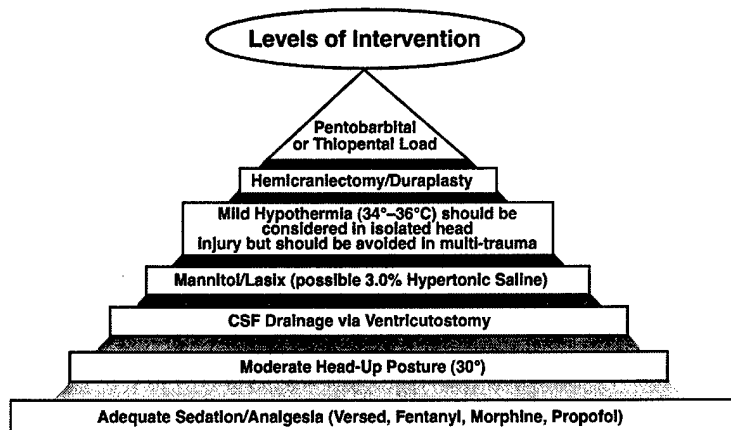 Levels of Intervention
Pentobarbital
or Thiopental Load
Hemicraniectomy/Duraplasty
Mild Hypothermia (34°–36°C) should be
considered in isolated head
injury but should be avoided in multi-trauma
Mannitol/Lasix (possible 3.0% Hypertonic Saline)
CSF Drainage via Ventricutostomy
Moderate Head-Up Posture (30°)
Adequate Sedation/Analgesia (Versed, Fentanyl, Morphine, Propofol)